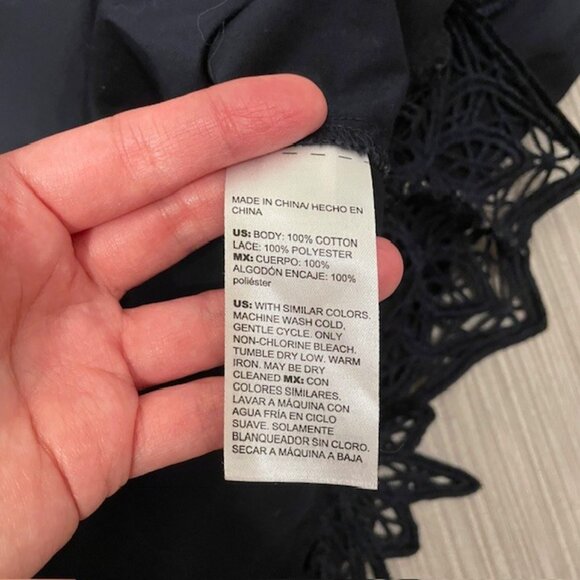 MADE IN CHINA/ HECHO EN
CHINA
US: BODY: 100% COTTON
LACE: 100% POLYESTER
MX: CUERPO: 100%
ALGODÓN ENCAJE: 100%
poliéster
US: WITH SIMILAR COLORS.
MACHINE WASH COLD,
GENTLE CYCLE. ONLY
NON-CHLORINE BLEACH.
TUMBLE DRY LOW. WARM
IRON. MAY BE DRY
CLEANED MX: CON
COLORES SIMILARES.
LAVAR A MÁQUINA CON
AGUA FRÍA EN CICLO
SUAVE. SOLAMENTE
BLANQUEADOR SIN CLORO.
SECAR A MÁQUINA A BAJA